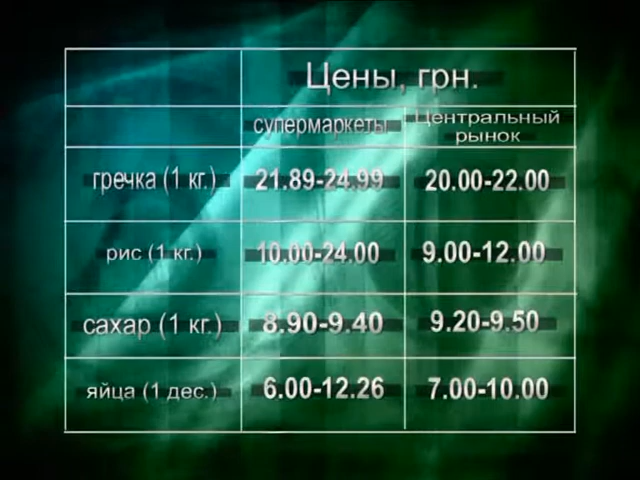 Цены, грн.
супермаркеты Центральный
рынок
гречка (1 кг.) 21.89-24.99 20.00-22.00
рис (1 кг.) 10.00-24.00 9.00-12.00
сахар (1 кг.) 8.90-9.40 9.20-9.50
яйца (1 дес.) 6.00-12.26 7.00-10.00